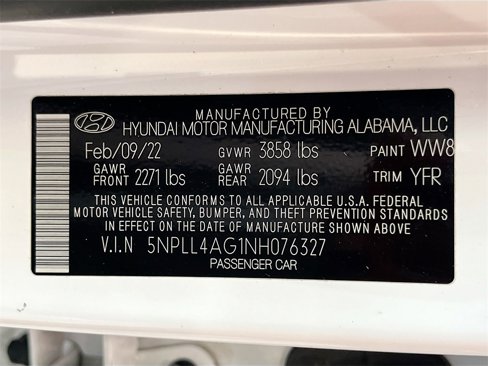 MANUFACTURED BY
HYUNDAI MOTOR MANUFACTURING ALABAMA, LLC
Feb/09/22 GVWR 3858 lbs PAINT WW8
GAWR FRONT 2271 lbs GAWR REAR 2094 lbs TRIM YFR
THIS VEHICLE CONFORMS TO ALL APPLICABLE U.S.A. FEDERAL
MOTOR VEHICLE SAFELY, BUMPER, AND THEFT PREVENTION
STANDARDS IN EFFECT ON THE DATE OF MANUFACTURE SHOWN ABOVE
V.I.N 5NPLL4AG1NH076327
PASSENGER CAR